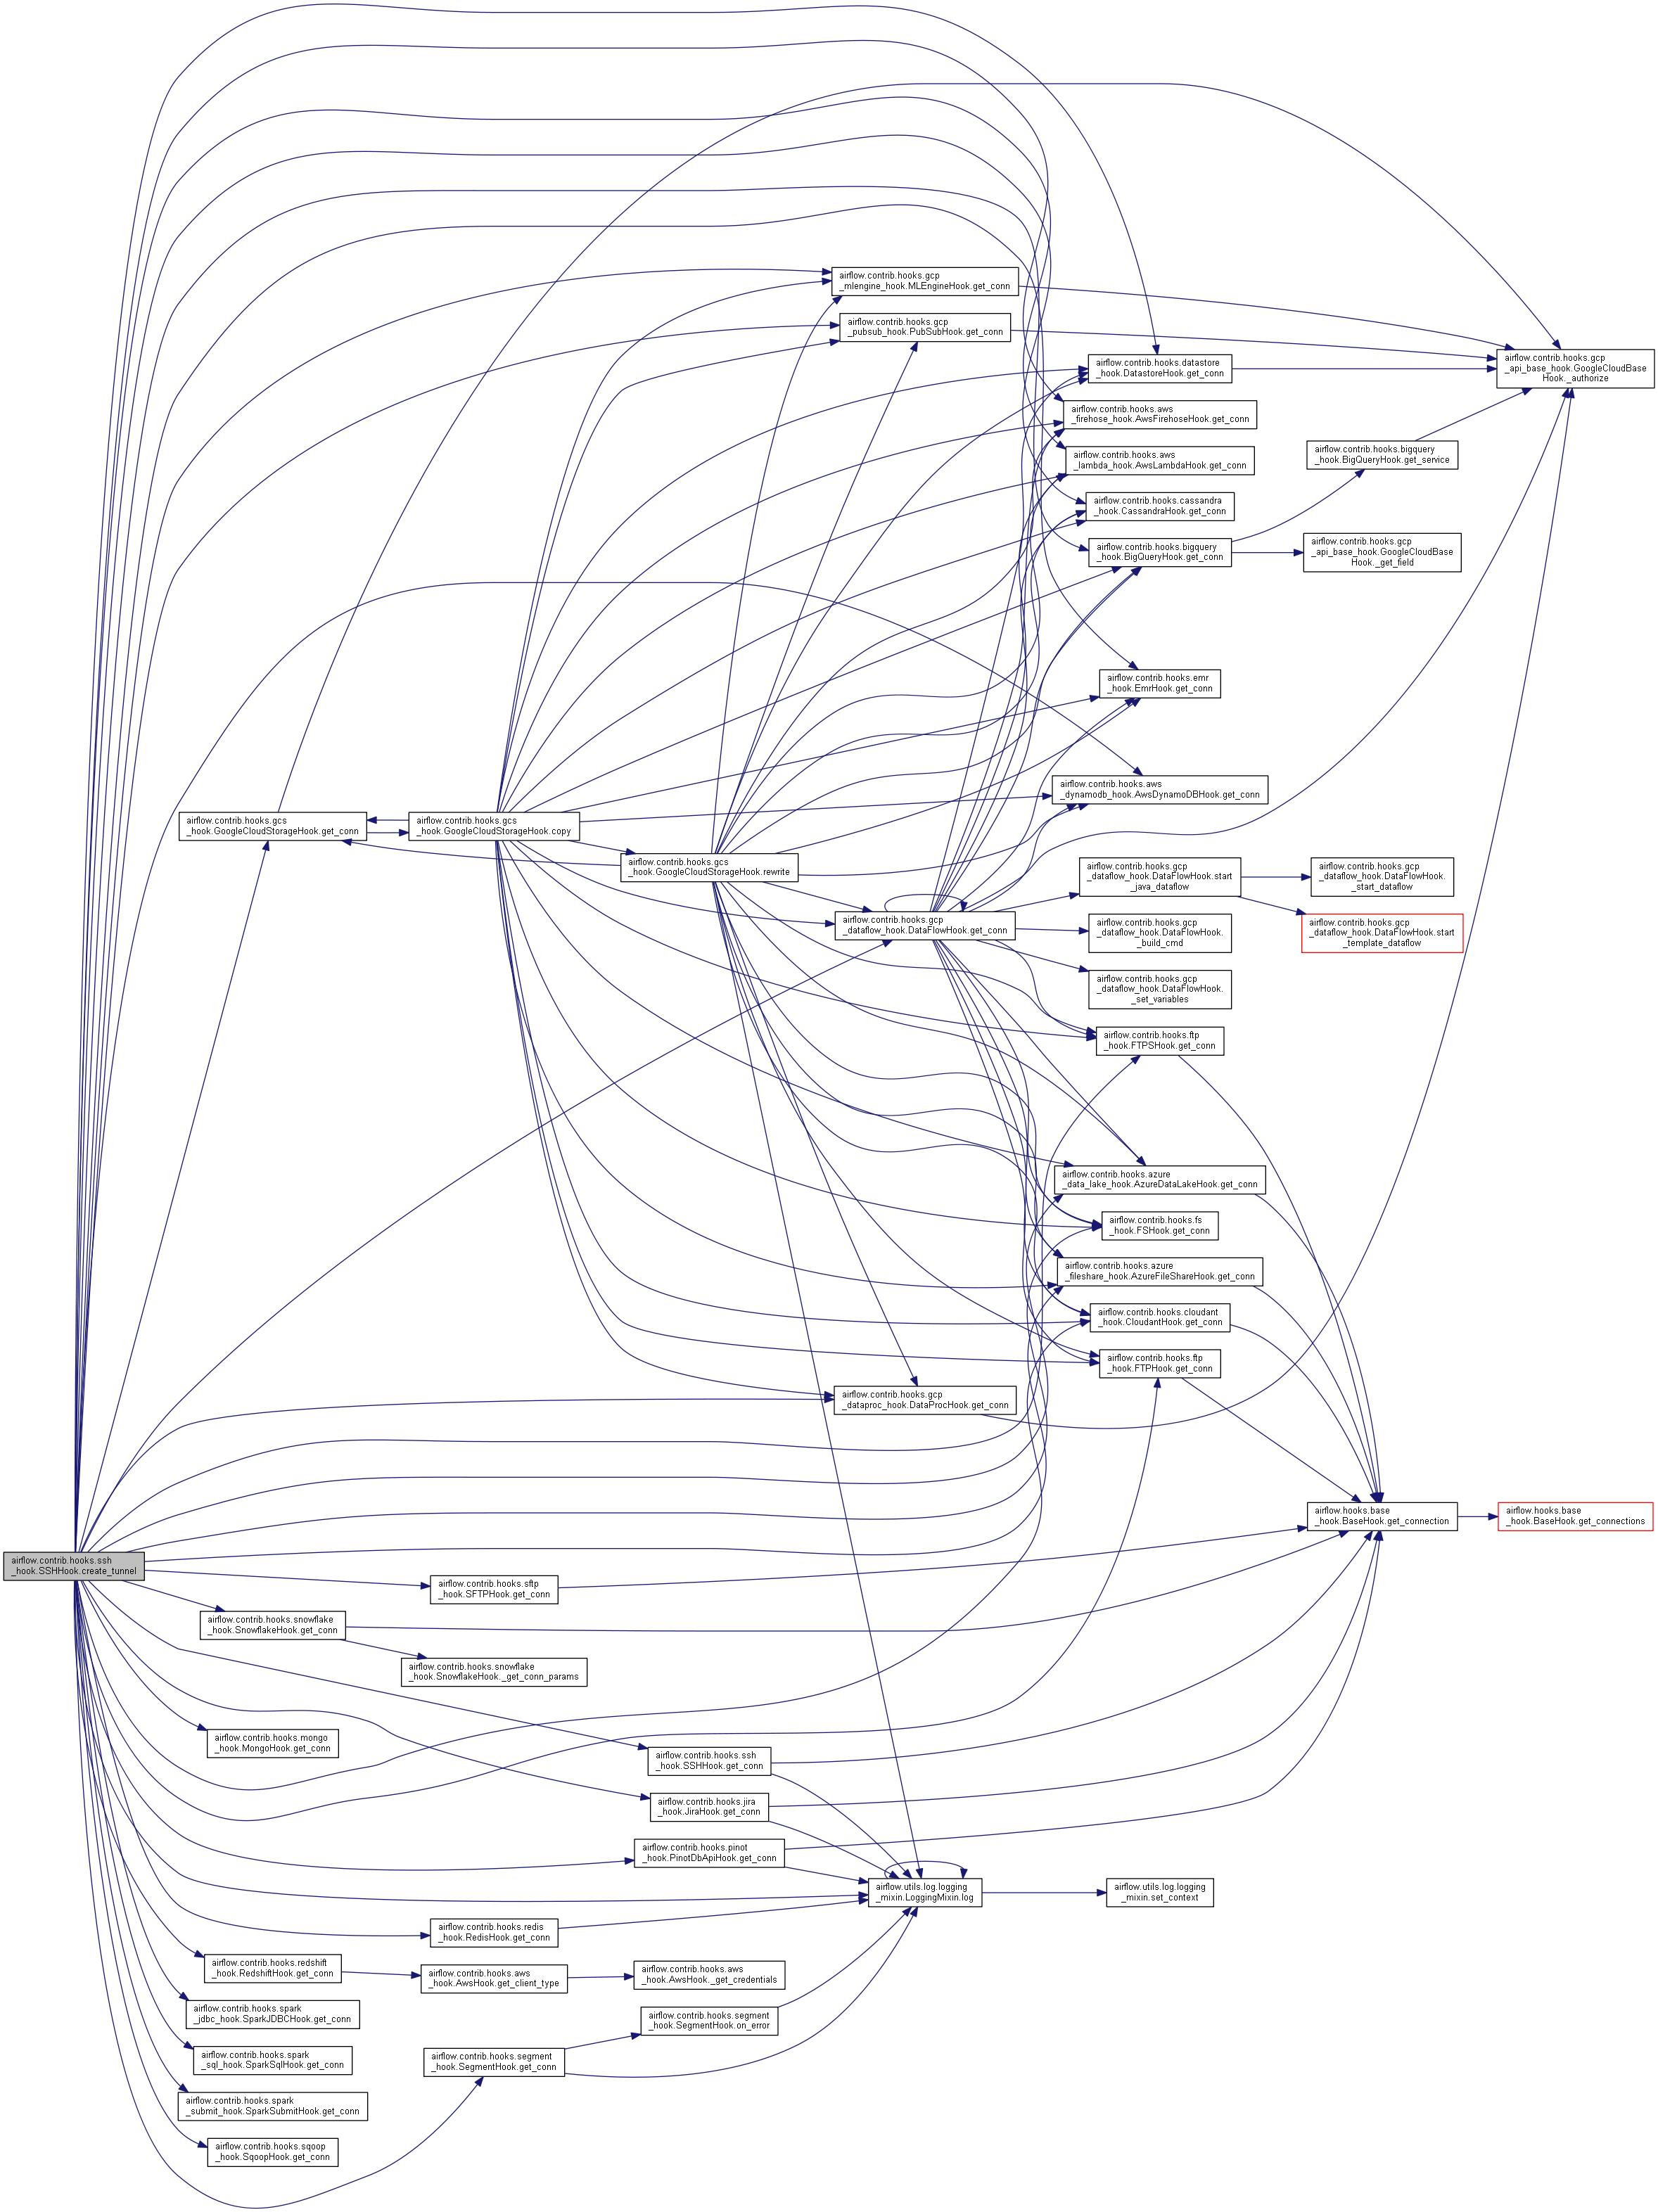 airflow.contrib.hooks.gcp
_mlengine_hook.MLEngineHook.get_conn
airflow.contrib.hooks.gcp
_pubsub_hook.PubSubHook.get_conn
airflow.contrib.hooks.datastore
_hook.DatastoreHook.get_conn
airflow.contrib.hooks.gcp
_api_base_hook.GoogleCloudBase
Hook._authorize
airflow.contrib.hooks.aws
_firehose_hook.AwsFirehoseHook.get_conn
airflow.contrib.hooks.aws
_lambda_hook.AwsLambdaHook.get_conn
airflow.contrib.hooks.bigquery
_hook.BigQueryHook.get_service
airflow.contrib.hooks.cassandra
_hook.CassandraHook.get_conn
airflow.contrib.hooks.bigquery
_hook.BigQueryHook.get_conn
airflow.contrib.hooks.gcp
_api_base_hook.GoogleCloudBase
Hook._get_field
airflow.contrib.hooks.emr
_hook.EmrHook.get_conn
airflow.contrib.hooks.aws
_dynamodb_hook.AwsDynamoDBHook.get_conn
airflow.contrib.hooks.gcs
_hook.GoogleCloudStorageHook.get_conn
airflow.contrib.hooks.gcs
_hook.GoogleCloudStorageHook.copy
airflow.contrib.hooks.gcs
_hook.GoogleCloudStorageHook.rewrite
airflow.contrib.hooks.gcp
_dataflow_hook.DataFlowHook.start
_java_dataflow
airflow.contrib.hooks.gcp
_dataflow_hook.DataFlowHook.
_start_dataflow
airflow.contrib.hooks.gcp
_dataflow_hook.DataFlowHook.get_conn
airflow.contrib.hooks.gcp
_dataflow_hook.DataFlowHook.
_build_cmd
airflow.contrib.hooks.gcp
_dataflow_hook.DataFlowHook.start
_template_dataflow
airflow.contrib.hooks.gcp
_dataflow_hook.DataFlowHook.
_set_variables
airflow.contrib.hooks.ftp
_hook.FTPSHook.get_conn
airflow.contrib.hooks.azure
_data_lake_hook.AzureDataLakeHook.get_conn
airflow.contrib.hooks.fs
_hook.FSHook.get_conn
airflow.contrib.hooks.azure
_fileshare_hook.AzureFileShareHook.get_conn
airflow.contrib.hooks.cloudant
_hook.CloudantHook.get_conn
airflow.contrib.hooks.ftp
_hook.FTPHook.get_conn
airflow.contrib.hooks.gcp
_dataproc_hook.DataProcHook.get_conn
airflow.hooks.base
_hook.BaseHook.get_connection
airflow.hooks.base
_hook.BaseHook.get_connections
airflow.contrib.hooks.ssh
_hook.SSHHook.create_tunnel
airflow.contrib.hooks.sftp
_hook.SFTPHook.get_conn
airflow.contrib.hooks.snowflake
_hook.SnowflakeHook.get_conn
airflow.contrib.hooks.snowflake
_hook.SnowflakeHook._get_conn_params
airflow.contrib.hooks.mongo
_hook.MongoHook.get_conn
airflow.contrib.hooks.ssh
_hook.SSHHook.get_conn
airflow.contrib.hooks.jira
_hook.JiraHook.get_conn
airflow.contrib.hooks.pinot
_hook.PinotDbApiHook.get_conn
airflow.utils.log.logging
_mixin.LoggingMixin.log
airflow.utils.log.logging
_mixin.set_context
airflow.contrib.hooks.redis
_hook.RedisHook.get_conn
airflow.contrib.hooks.redshift
_hook.RedshiftHook.get_conn
airflow.contrib.hooks.aws
_hook.AwsHook.get_client_type
airflow.contrib.hooks.aws
_hook.AwsHook._get_credentials
airflow.contrib.hooks.spark
_jdbc_hook.SparkJDBCHook.get_conn
airflow.contrib.hooks.segment
_hook.SegmentHook.on_error
airflow.contrib.hooks.spark
_sql_hook.SparkSqlHook.get_conn
airflow.contrib.hooks.segment
_hook.SegmentHook.get_conn
airflow.contrib.hooks.spark
_submit_hook.SparkSubmitHook.get_conn
airflow.contrib.hooks.sqoop
_hook.SqoopHook.get_conn